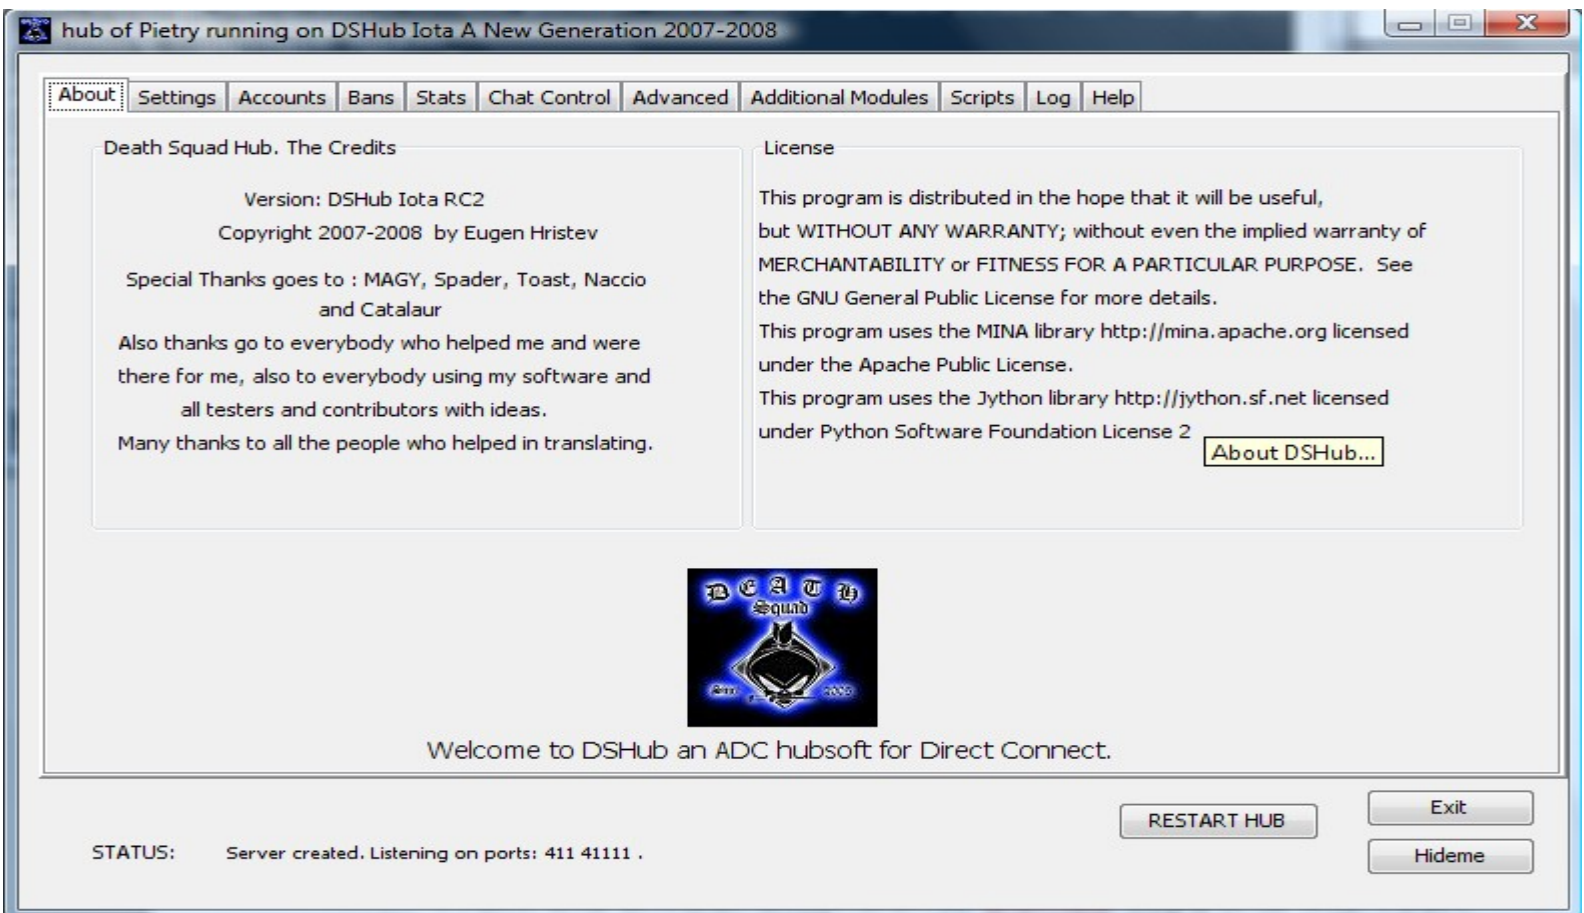 hub of Pietry running on DSHub Iota A New Generation 2007-2008
About Settings Accounts Bans Stats Chat Control Advanced Additional Modules Scripts Log Help
Death Squad Hub. The Credits
Version: DSHub Iota RC2
Copyright 2007-2008 by Eugen Hristev
Special Thanks goes to : MAGY, Spader, Toast, Naccio
and Catalaur
Also thanks go to everybody who helped me and were
there for me, also to everybody using my software and
all testers and contributors with ideas.
Many thanks to all the people who helped in translating.
License
This program is distributed in the hope that it will be useful,
but WITHOUT ANY WARRANTY; without even the implied warranty of
MERCHANTABILITY or FITNESS FOR A PARTICULAR PURPOSE. See
the GNU General Public License for more details.
This program uses the MINA library http://mina.apache.org licensed
under the Apache Public License.
This program uses the Jython library http://jython.sf.net licensed
under Python Software Foundation License 2
About DSHub...
DEATH
Squad
Welcome to DSHub an ADC hubsoft for Direct Connect.
RESTART HUB
Exit
STATUS: Server created. Listening on ports: 411 41111 .
Hideme